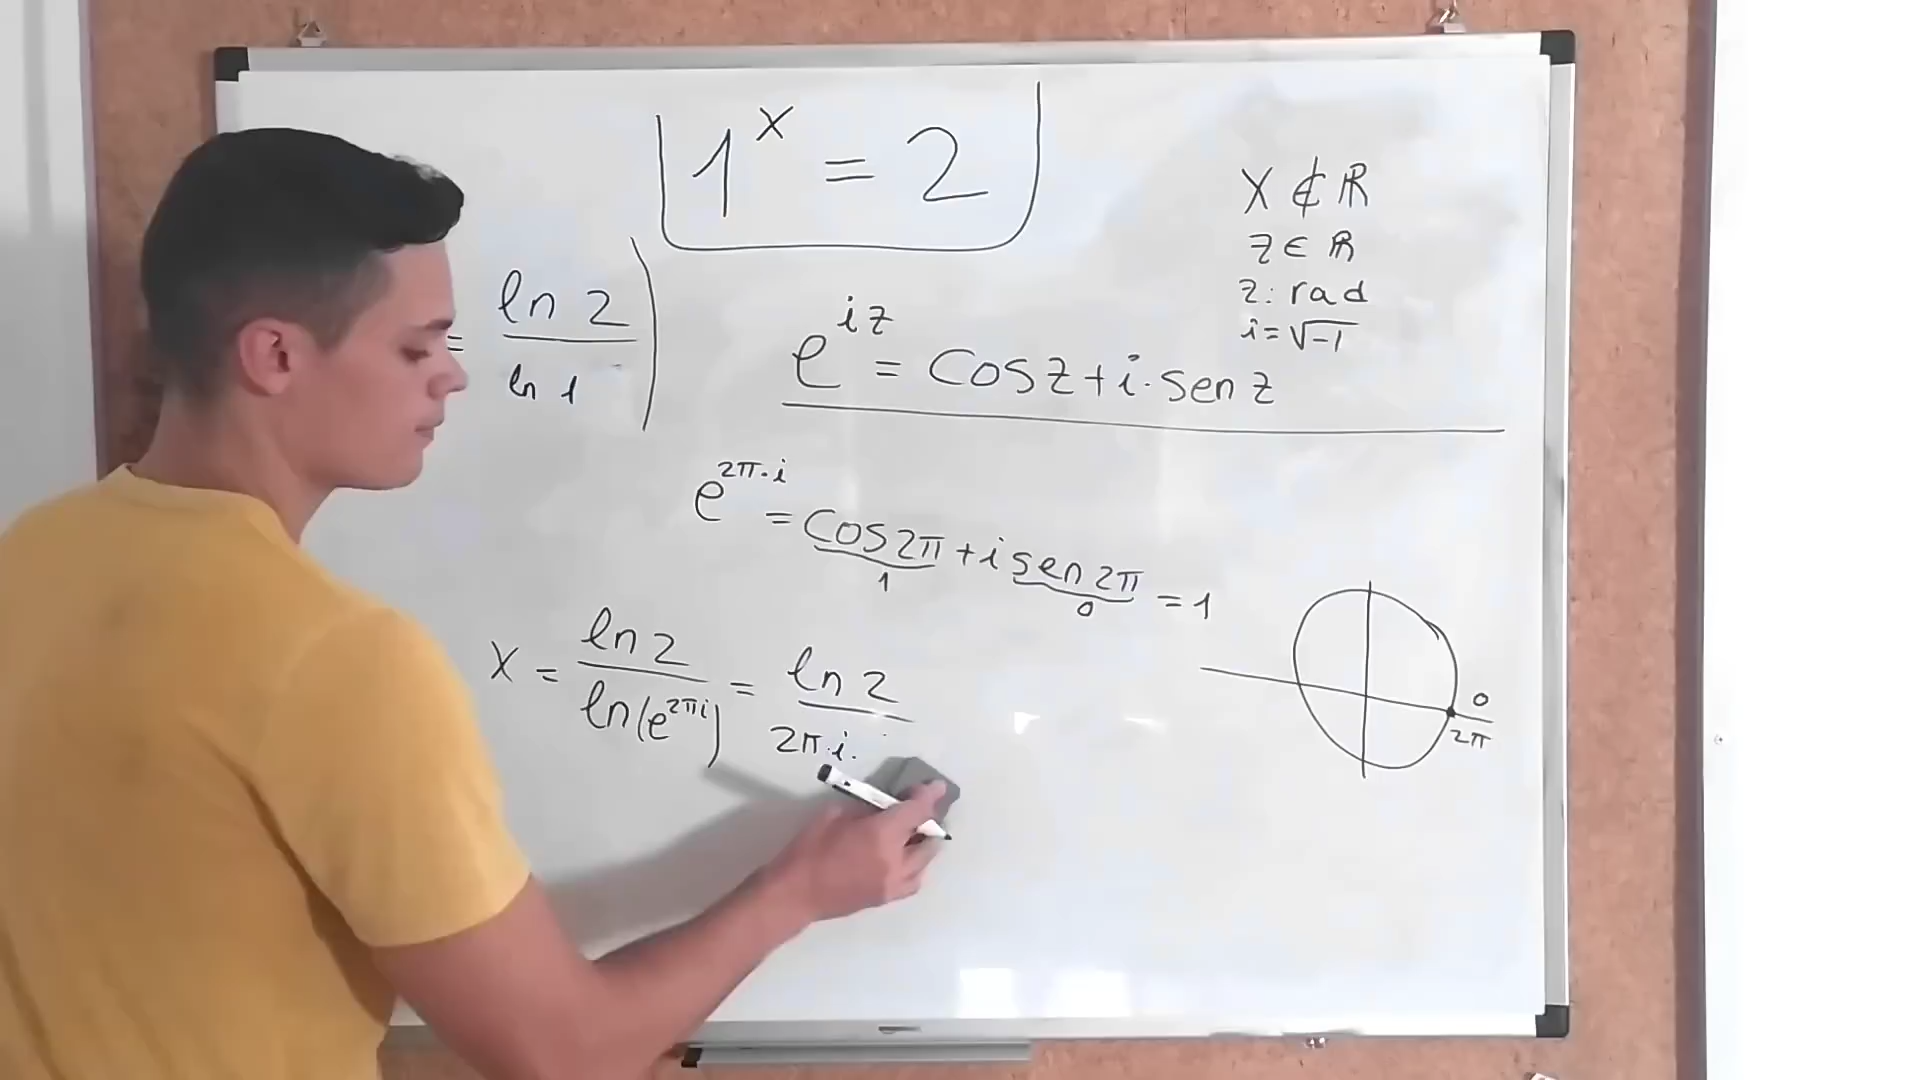 1^x = 2
x ∉ ℝ
z ∈ ℝ
z: rad
i = √-1
= ln 2 / ln 1
e^{iz} = cos z + i · sen z
e^{2π·i} = cos 2π + i sen 2π = 1
1
0
x = ln 2 / ln(e^{2πi}) = ln 2 / 2π·i·
0
2π